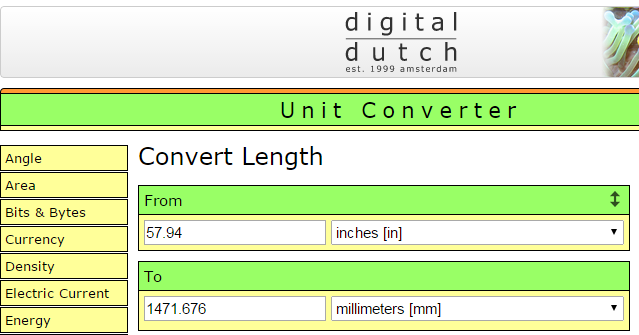 digital
dutch
est. 1999 amsterdam
Unit Converter
Angle
Area
Bits & Bytes
Currency
Density
Electric Current
Energy
Convert Length
From
57.94 inches [in]
To
1471.676 millimeters [mm]